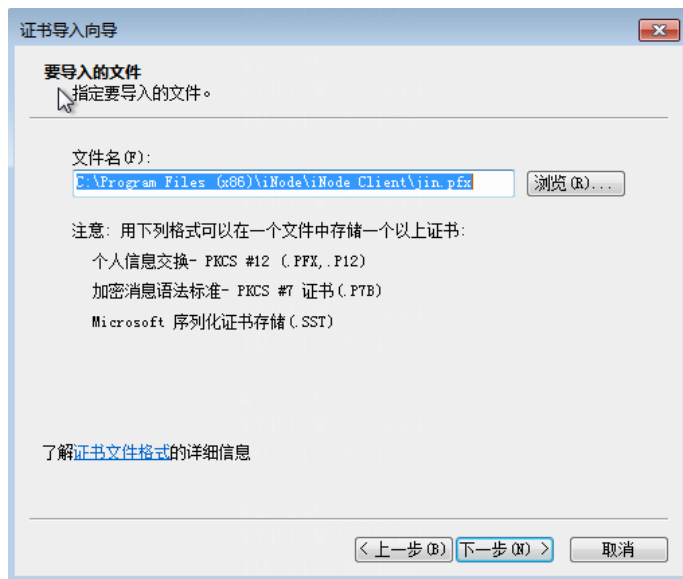 证书导入向导
要导入的文件
指定要导入的文件。
文件名(F):
C:\Program Files (x86)\iNode\iNode Client\jin.pfx
浏览(R)...
注意: 用下列格式可以在一个文件中存储一个以上证书:
个人信息交换- PKCS #12 (.PFX,.P12)
加密消息语法标准- PKCS #7 证书(.P7B)
Microsoft 序列化证书存储(.SST)
了解证书文件格式的详细信息
< 上一步(B) 下一步(N) > 取消